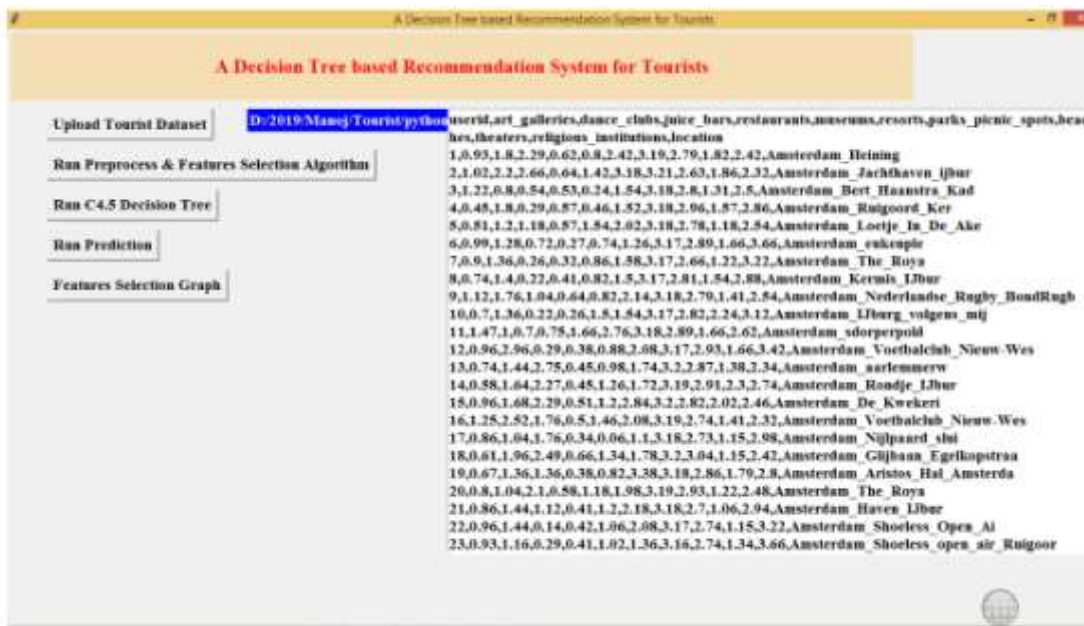 A Decision Tree based Recommendation System for Tourists
A Decision Tree based Recommendation System for Tourists
Upload Tourist Dataset
D:/2019/Manoj/Tourist/python
Run Preprocess & Features Selection Algorithm
Run C4.5 Decision Tree
Run Prediction
Features Selection Graph
userid,art_galleries,dance_clubs,juice_bars,restaurants,museums,resorts,parks_picnic_spots,beac
hes,theaters,religious_institutions,location
1,0.93,1.8,2.29,0.62,0.8,2.42,3.19,2.79,1.82,2.42,Amsterdam_Heining
2,1.02,2.2,2.66,0.64,1.42,3.18,3.21,2.63,1.86,2.32,Amsterdam_Jachthaven_ijbur
3,1.22,0.8,0.54,0.53,0.24,1.54,3.18,2.8,1.31,2.5,Amsterdam_Bert_Haanstra_Kad
4,0.45,1.8,0.29,0.57,0.46,1.52,3.18,2.96,1.57,2.86,Amsterdam_Ruigoord_Ker
5,0.51,1.2,1.18,0.57,1.54,2.02,3.18,2.78,1.18,2.54,Amsterdam_Loetje_In_De_Ake
6,0.99,1.28,0.72,0.27,0.74,1.26,3.17,2.89,1.66,3.66,Amsterdam_enkeuple
7,0.9,1.36,0.26,0.32,0.86,1.58,3.17,2.66,1.22,3.22,Amsterdam_The_Roya
8,0.74,1.4,0.22,0.41,0.82,1.5,3.17,2.81,1.54,2.88,Amsterdam_Kermis_IJbur
9,1.12,1.76,1.04,0.64,0.82,2.14,3.18,2.79,1.41,2.54,Amsterdam_Nederlandse_Rugby_BondRugb
10,0.7,1.36,0.22,0.26,1.5,1.54,3.17,2.82,2.24,3.12,Amsterdam_IJburg_volgens_mij
11,1.47,1,0.7,0.75,1.66,2.76,3.18,2.89,1.66,2.62,Amsterdam_sdorperpold
12,0.96,2.96,0.29,0.38,0.88,2.08,3.17,2.93,1.66,3.42,Amsterdam_Voetbalclub_Nieuw-Wes
13,0.74,1.44,2.75,0.45,0.98,1.74,3.2,2.87,1.38,2.34,Amsterdam_aarlemmerw
14,0.58,1.64,2.27,0.45,1.26,1.72,3.19,2.91,2.3,2.74,Amsterdam_Rondje_IJbur
15,0.96,1.68,2.29,0.51,1.2,2.84,3.2,2.82,2.02,2.46,Amsterdam_De_Kwekeri
16,1.25,2.52,1.76,0.5,1.46,2.08,3.19,2.74,1.41,2.32,Amsterdam_Voetbalclub_Nieuw-Wes
17,0.86,1.04,1.76,0.34,0.06,1.1,3.18,2.73,1.15,2.98,Amsterdam_Nijlpaard_slui
18,0.61,1.96,2.49,0.66,1.34,1.78,3.2,3.04,1.15,2.42,Amsterdam_Glijbaan_Egelkopstraa
19,0.67,1.36,1.36,0.38,0.82,3.38,3.18,2.86,1.79,2.8,Amsterdam_Aristos_Hal_Amsterda
20,0.8,1.04,2.1,0.58,1.18,1.98,3.19,2.93,1.22,2.48,Amsterdam_The_Roya
21,0.86,1.44,1.12,0.41,1.2,2.18,3.18,2.7,1.06,2.94,Amsterdam_Haven_IJbur
22,0.96,1.44,0.14,0.42,1.06,2.08,3.17,2.74,1.15,3.22,Amsterdam_Shoeless_Open_Ai
23,0.93,1.16,0.29,0.41,1.02,1.36,3.16,2.74,1.34,3.66,Amsterdam_Shoeless_open_air_Ruigoor